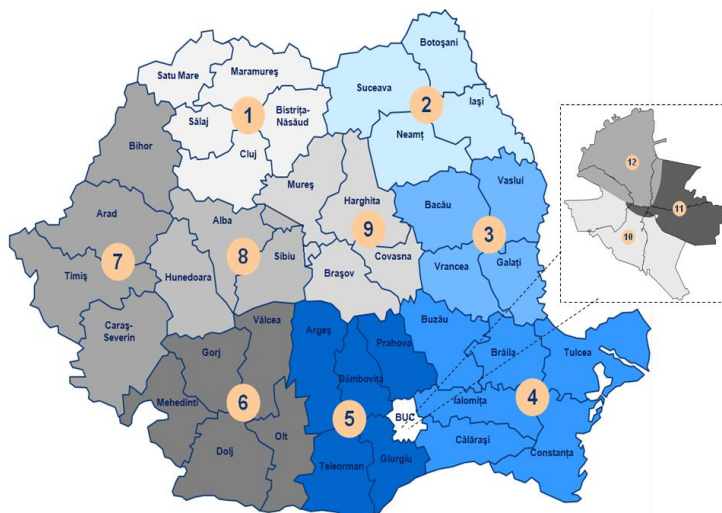 Botoşani
Satu Mare
Maramureş
Suceava
2
Iaşi
Bistriţa-
Năsăud
Sălaj
1
Neamţ
Bihor
Cluj
12
Mureş
Vaslui
Harghita
Bacău
11
Arad
Alba
9
3
10
7
8
Sibiu
Covasna
Timiş
Hunedoara
Braşov
Vrancea
Galaţi
Caraş-
Severin
Vâlcea
Argeş
Buzău
Gorj
Prahova
Brăila
Tulcea
Dâmboviţa
Mehedinti
6
5
BUC
Ialomiţa
4
Olt
Dolj
Călăraşi
Constanţa
Teleorman
Giurgiu